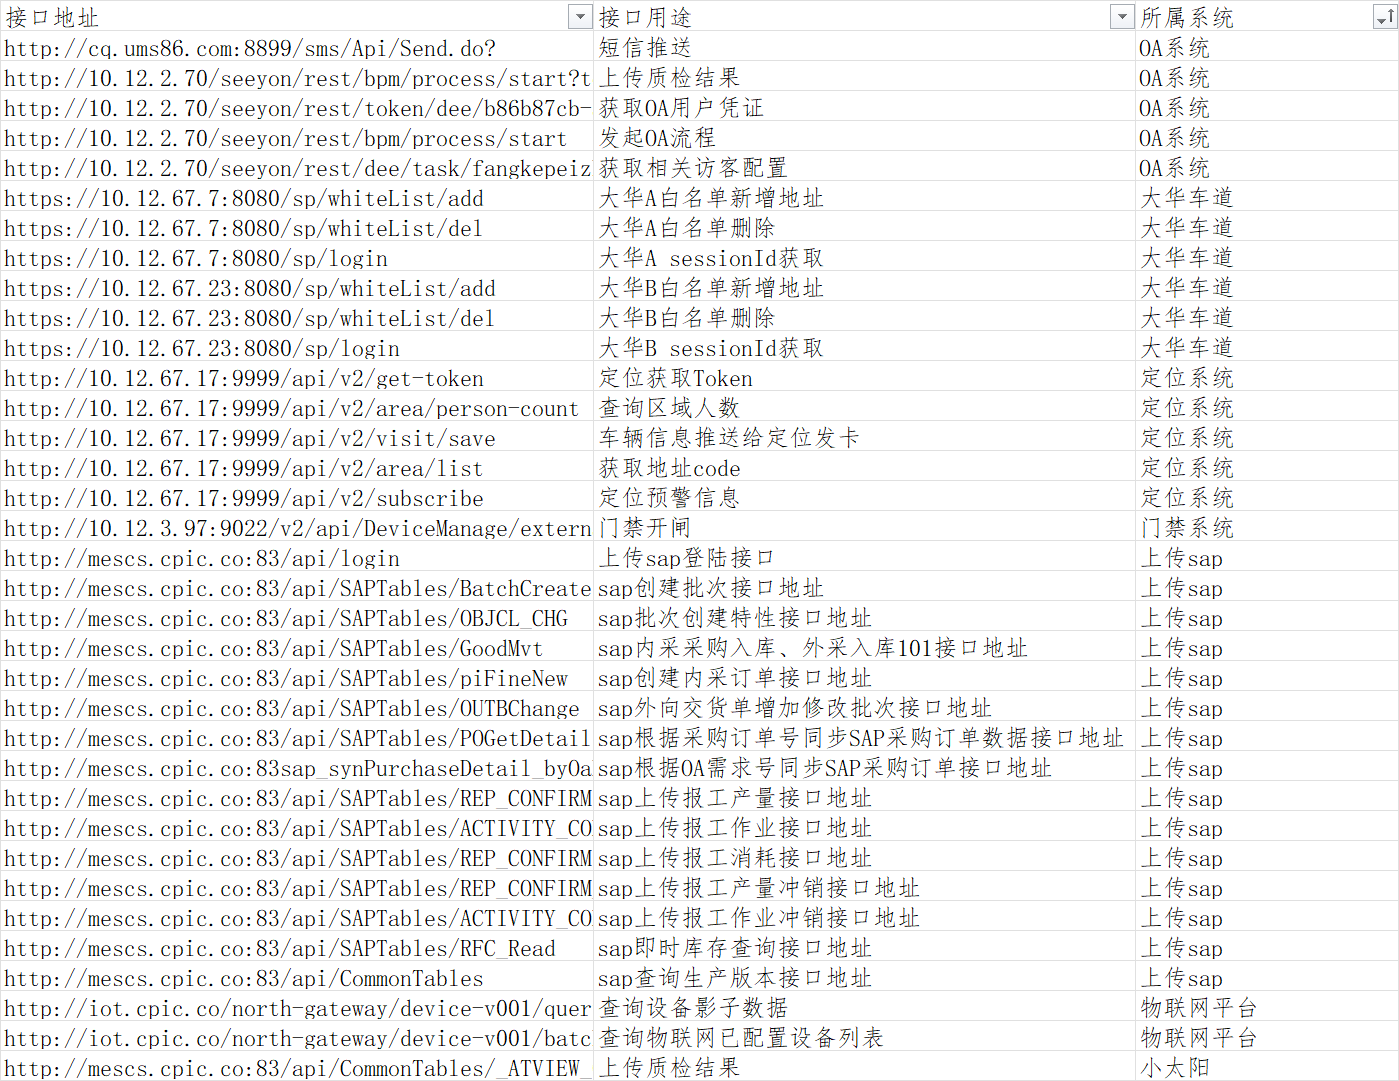 接口地址 接口用途 所属系统
http://cq.ums86.com:8899/sms/Api/Send.do? 短信推送 OA系统
http://10.12.2.70/seeyon/rest/bpm/process/start?t 上传质检结果 OA系统
http://10.12.2.70/seeyon/rest/token/dee/b86b87cb- 获取OA用户凭证 OA系统
http://10.12.2.70/seeyon/rest/bpm/process/start 发起OA流程 OA系统
http://10.12.2.70/seeyon/rest/dee/task/fangkepeiz 获取相关访客配置 OA系统
https://10.12.67.7:8080/sp/whiteList/add 大华A白名单新增地址 大华车道
https://10.12.67.7:8080/sp/whiteList/del 大华A白名单删除 大华车道
https://10.12.67.7:8080/sp/login 大华A sessionId获取 大华车道
https://10.12.67.23:8080/sp/whiteList/add 大华B白名单新增地址 大华车道
https://10.12.67.23:8080/sp/whiteList/del 大华B白名单删除 大华车道
https://10.12.67.23:8080/sp/login 大华B sessionId获取 大华车道
http://10.12.67.17:9999/api/v2/get-token 定位获取Token 定位系统
http://10.12.67.17:9999/api/v2/area/person-count 查询区域人数 定位系统
http://10.12.67.17:9999/api/v2/visit/save 车辆信息推送给定位发卡 定位系统
http://10.12.67.17:9999/api/v2/area/list 获取地址code 定位系统
http://10.12.67.17:9999/api/v2/subscribe 定位预警信息 定位系统
http://10.12.3.97:9022/v2/api/DeviceManage/extern 门禁开闸 门禁系统
http://mescs.cpic.co:83/api/login 上传sap登陆接口 上传sap
http://mescs.cpic.co:83/api/SAPTables/BatchCreate sap创建批次接口地址 上传sap
http://mescs.cpic.co:83/api/SAPTables/OBJCL_CHG sap批次创建特性接口地址 上传sap
http://mescs.cpic.co:83/api/SAPTables/GoodMvt sap内采采购入库、外采入库101接口地址 上传sap
http://mescs.cpic.co:83/api/SAPTables/piFineNew sap创建内采订单接口地址 上传sap
http://mescs.cpic.co:83/api/SAPTables/OUTBChange sap外向交货单增加修改批次接口地址 上传sap
http://mescs.cpic.co:83/api/SAPTables/POGetDetail sap根据采购订单号同步SAP采购订单数据接口地址 上传sap
http://mescs.cpic.co:83sap_synPurchaseDetail_byOa sap根据OA需求号同步SAP采购订单接口地址 上传sap
http://mescs.cpic.co:83/api/SAPTables/REP_CONFIRM sap上传报工产量接口地址 上传sap
http://mescs.cpic.co:83/api/SAPTables/ACTIVITY_CO sap上传报工作业接口地址 上传sap
http://mescs.cpic.co:83/api/SAPTables/REP_CONFIRM sap上传报工消耗接口地址 上传sap
http://mescs.cpic.co:83/api/SAPTables/REP_CONFIRM sap上传报工产量冲销接口地址 上传sap
http://mescs.cpic.co:83/api/SAPTables/ACTIVITY_CO sap上传报工作业冲销接口地址 上传sap
http://mescs.cpic.co:83/api/SAPTables/RFC_Read sap即时库存查询接口地址 上传sap
http://mescs.cpic.co:83/api/CommonTables sap查询生产版本接口地址 上传sap
http://iot.cpic.co/north-gateway/device-v001/quer 查询设备影子数据 物联网平台
http://iot.cpic.co/north-gateway/device-v001/batc 查询物联网已配置设备列表 物联网平台
http://mescs.cpic.co:83/api/CommonTables/_ATVIEW_ 上传质检结果 小太阳